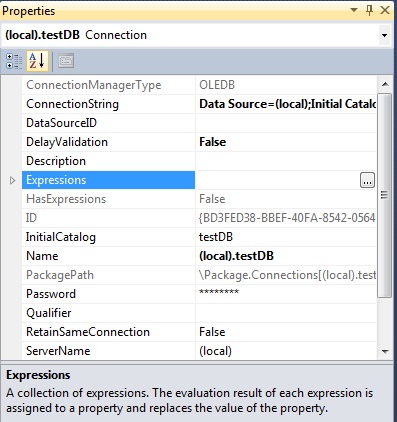 Properties
(local).testDB Connection
ConnectionManagerType OLEDB
ConnectionString Data Source=(local);Initial Catalo
DataSourceID
DelayValidation False
Description
Expressions ...
HasExpressions False
ID {BD3FED38-BBEF-40FA-8542-0564
InitialCatalog testDB
Name (local).testDB
PackagePath \Package.Connections[(local).test
Password ********
Qualifier
RetainSameConnection False
ServerName (local)
Expressions
A collection of expressions. The evaluation result of each expression is
assigned to a property and replaces the value of the property.